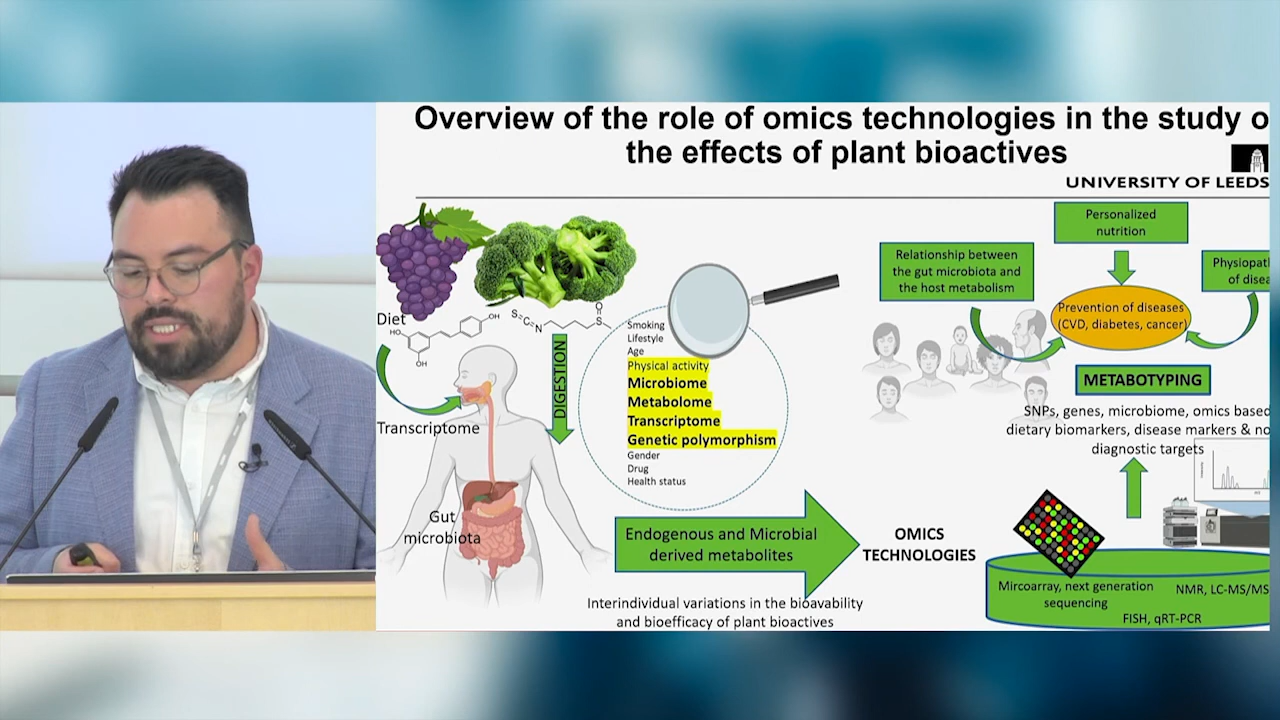 Overview of the role of omics technologies in the study o
the effects of plant bioactives
UNIVERSITY OF LEEDS
Personalized
nutrition
Relationship between
the gut microbiota and
the host metabolism
Physiopat
of disea
Prevention of diseases
(CVD, diabetes, cancer)
METABOTYPING
SNPs, genes, microbiome, omics based
dietary biomarkers, disease markers & no
diagnostic targets
Diet
HO
OH
OH
S
C
N
O
S
DIGESTION
Smoking
Lifestyle
Age
Physical activity
Microbiome
Metabolome
Transcriptome
Genetic polymorphism
Gender
Drug
Health status
Transcriptome
Gut
microbiota
Endogenous and Microbial
derived metabolites
OMICS
TECHNOLOGIES
Interindividual variations in the bioavability
and bioefficacy of plant bioactives
Mircoarray, next generation
sequencing
NMR, LC-MS/MS
FISH, qRT-PCR